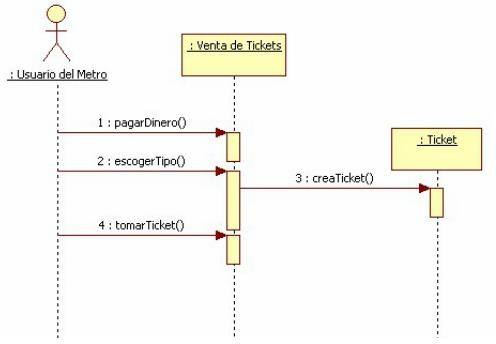 : Venta de Tickets
: Usuario del Metro
1 : pagarDinero()
: Ticket
2 : escogerTipo()
3 : creaTicket()
4 : tomarTicket()